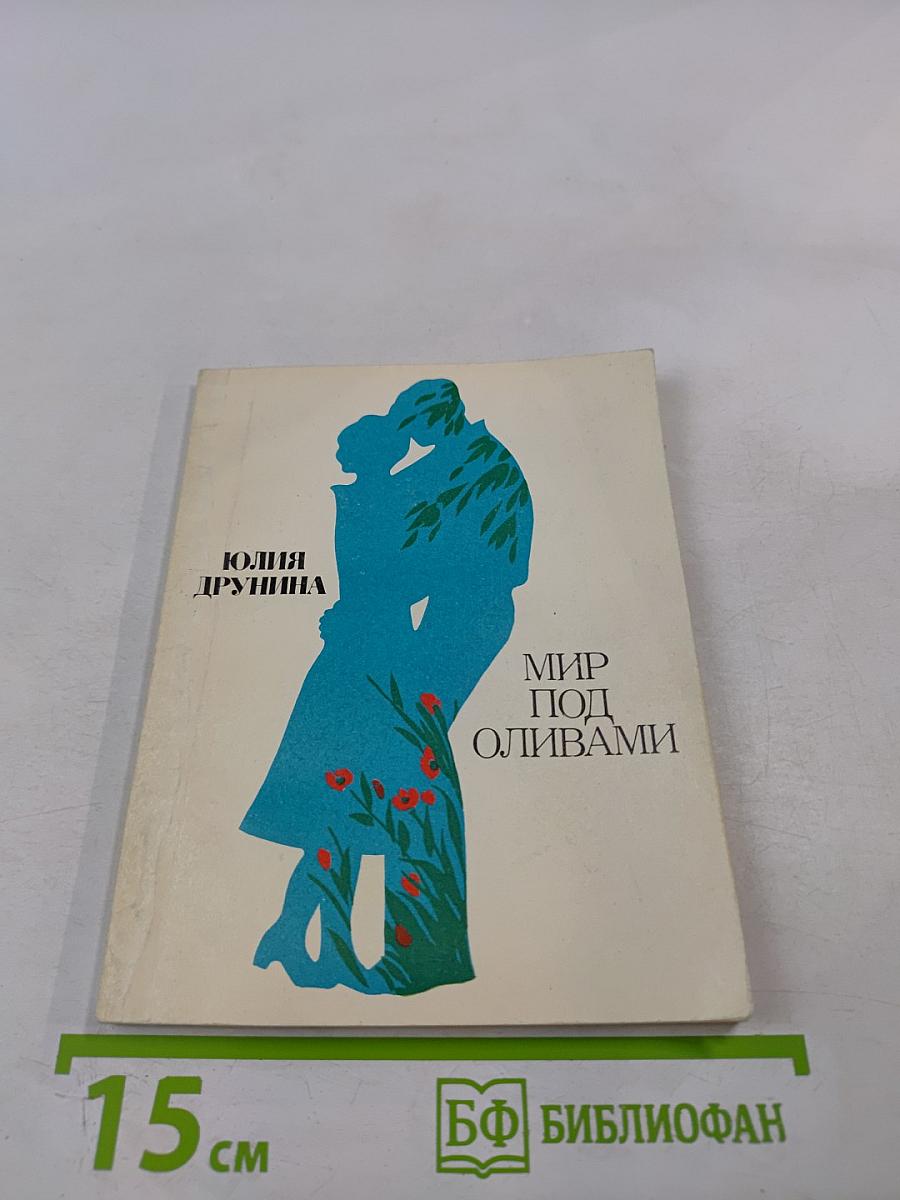 ЮЛИЯ
ДРУНИНА
МИР
ПОД
ОЛИВАМИ
15 см
БФ БИБЛИОФАН